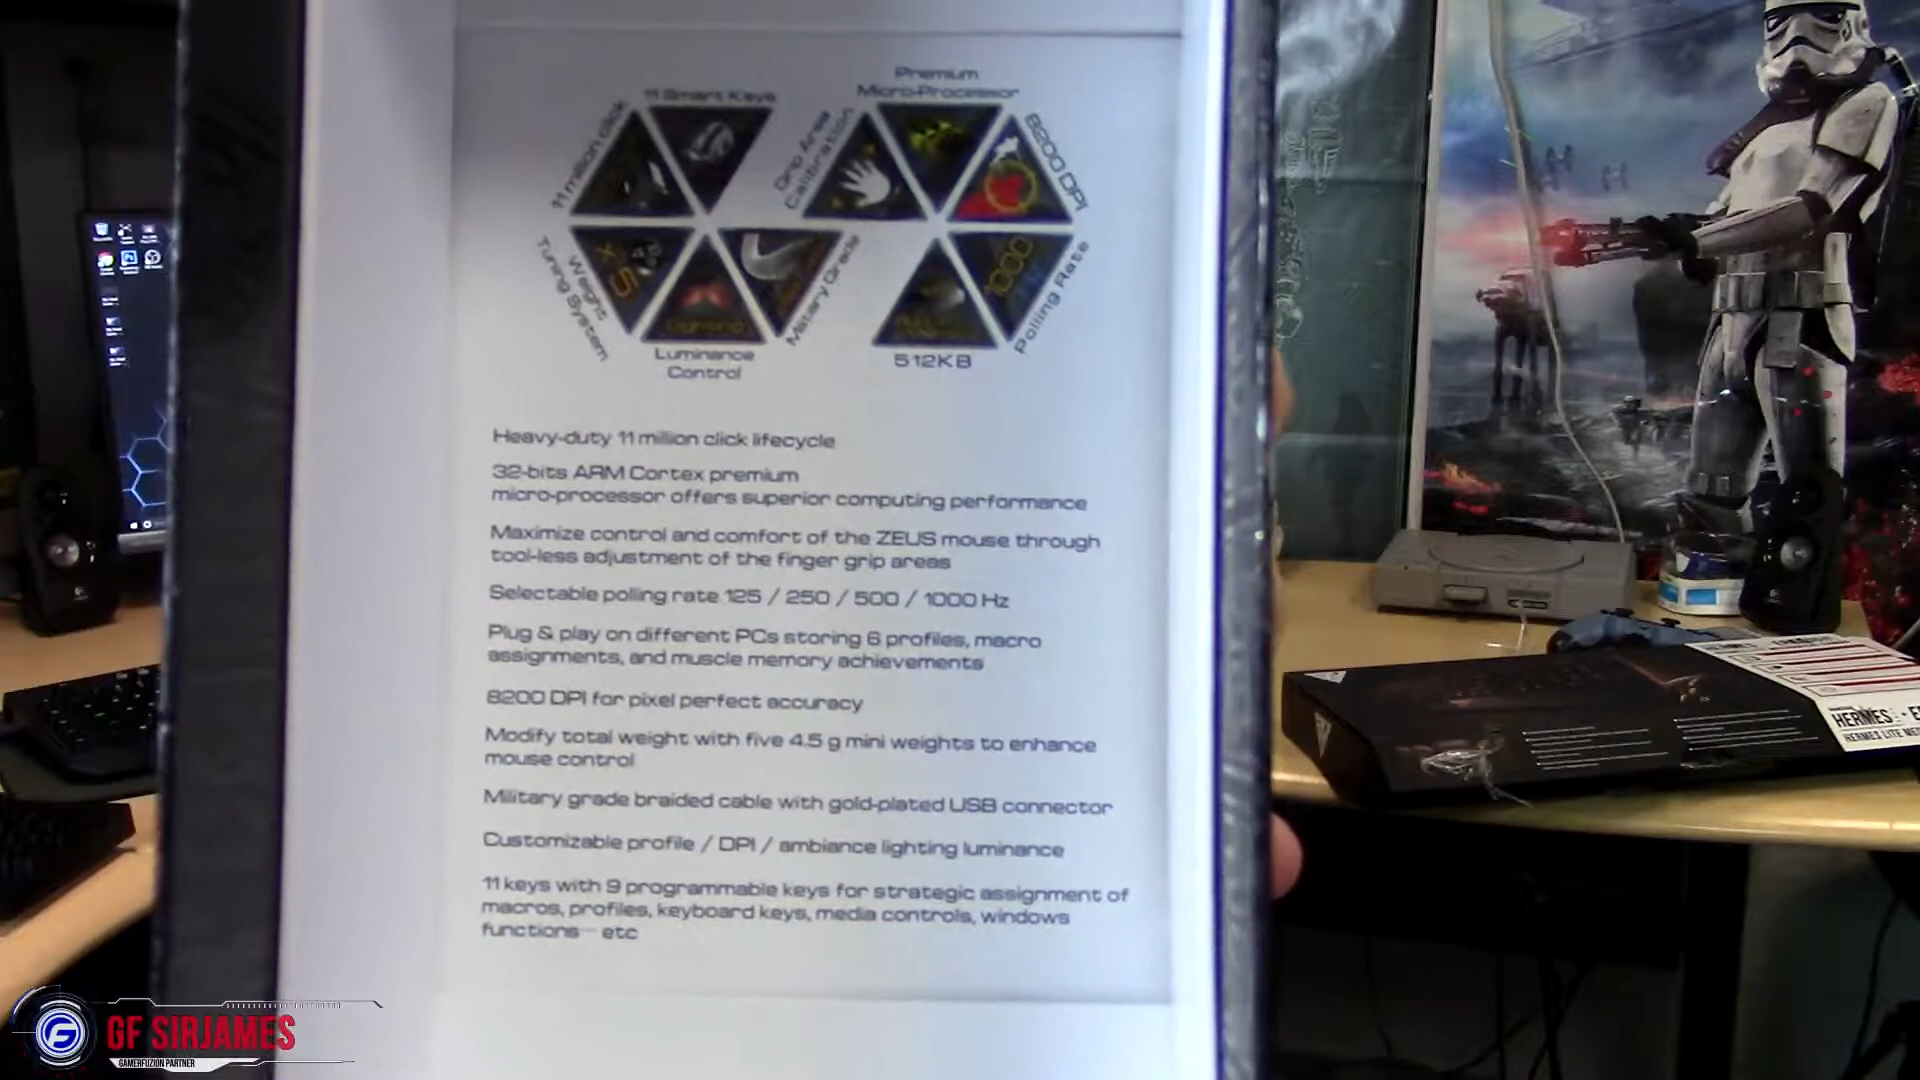 11 Smart Keys
11 million click
Weight
Tuning System
Luminance
Control
Military Grade
Lighting
X5
Premium
Micro-Processor
Grip Area
Calibration
8200 DPI
1000
Polling Rate
512KB
Heavy-duty 11 million click lifecycle
32-bits ARM Cortex premium
micro-processor offers superior computing performance
Maximize control and comfort of the ZEUS mouse through
tool-less adjustment of the finger grip areas
Selectable polling rate 125 / 250 / 500 / 1000 Hz
Plug & play on different PCs storing 6 profiles, macro
assignments, and muscle memory achievements
8200 DPI for pixel perfect accuracy
Modify total weight with five 4.5 g mini weights to enhance
mouse control
Military grade braided cable with gold-plated USB connector
Customizable profile / DPI / ambiance lighting luminance
11 keys with 9 programmable keys for strategic assignment of
macros, profiles, keyboard keys, media controls, windows
functions··· etc
HERMES
HERMES LITE
GF SIRJAMES
GAMERFUZION PARTNER